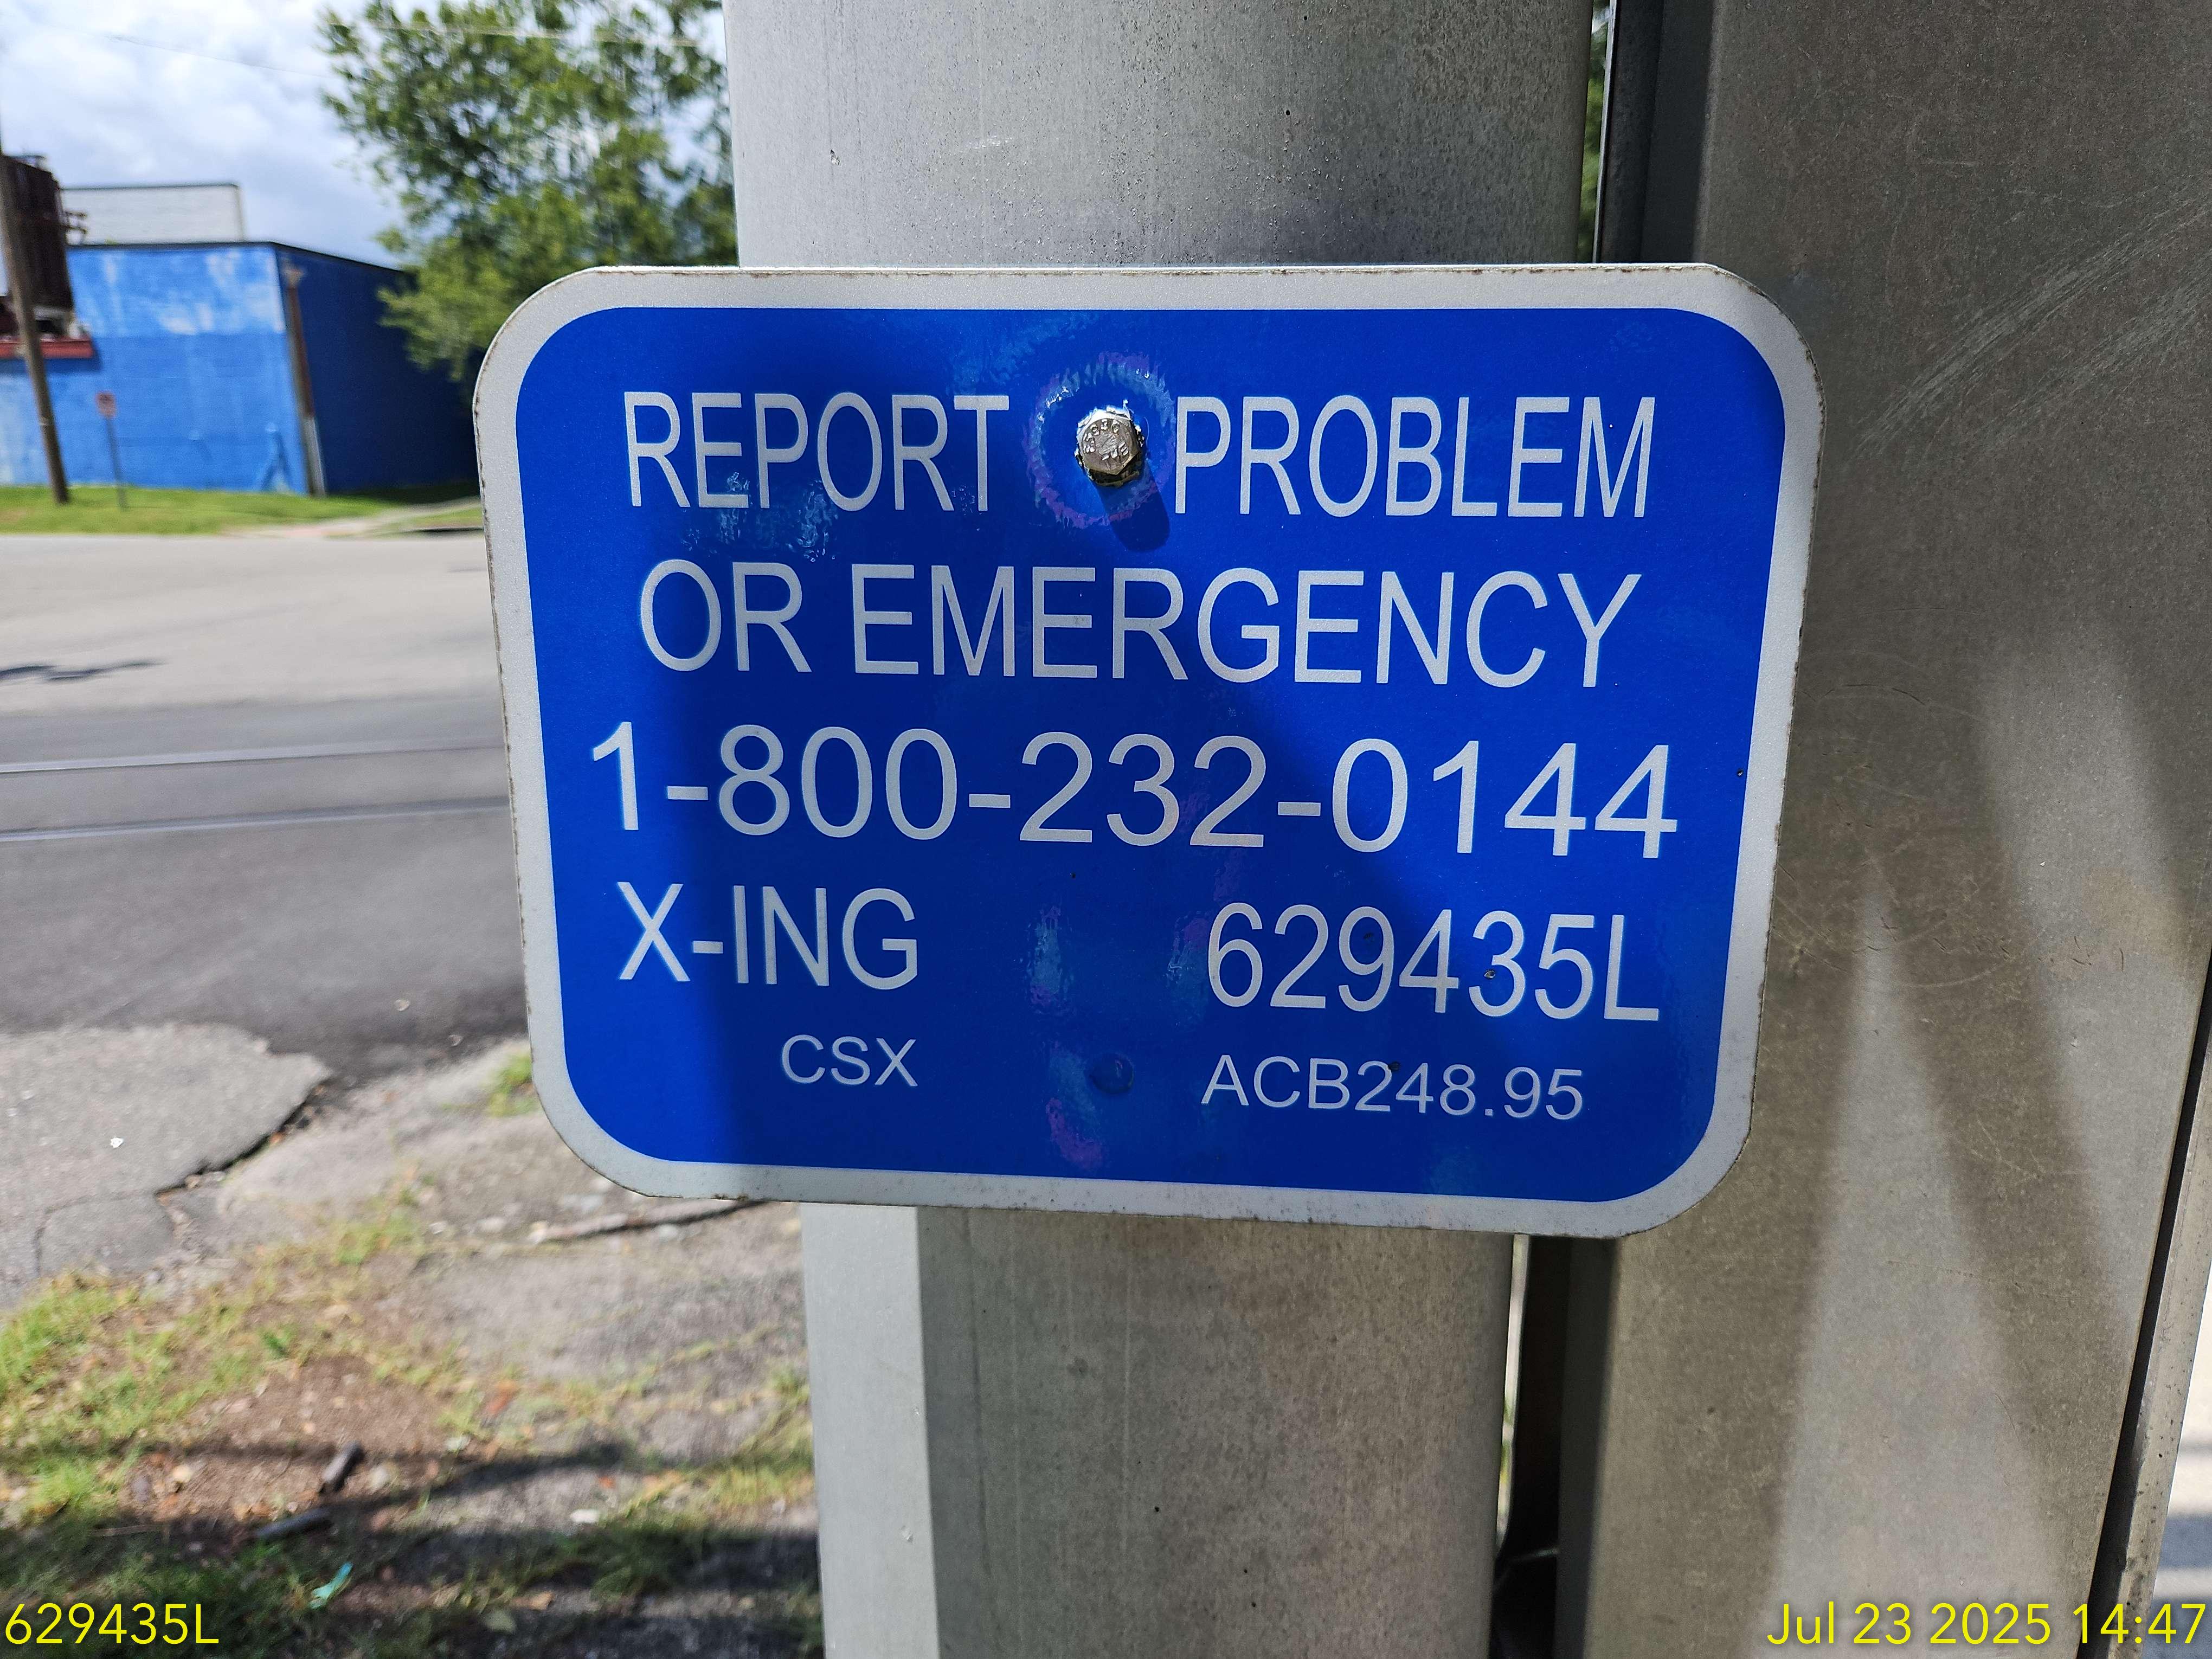 REPORT PROBLEM
OR EMERGENCY
1-800-232-0144
X-ING 629435L
CSX ACB248.95
629435L
Jul 23 2025 14:47